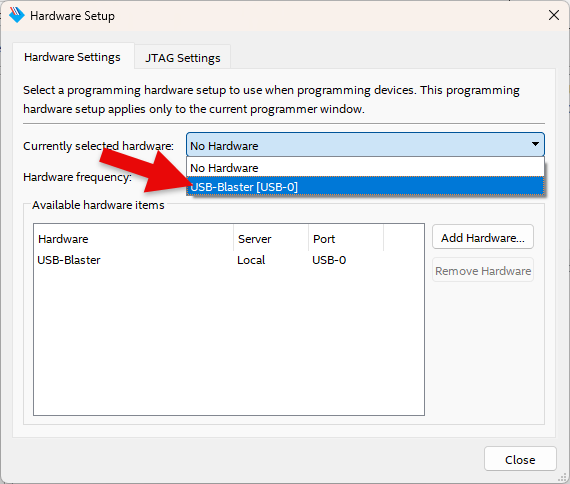 Hardware Setup
Hardware Settings
JTAG Settings
Select a programming hardware setup to use when programming devices. This programming
hardware setup applies only to the current programmer window.
Currently selected hardware: No Hardware
No Hardware
Hardware frequency: USB-Blaster [USB-0]
Available hardware items
Hardware Server Port
USB-Blaster Local USB-0
Add Hardware...
Remove Hardware
Close